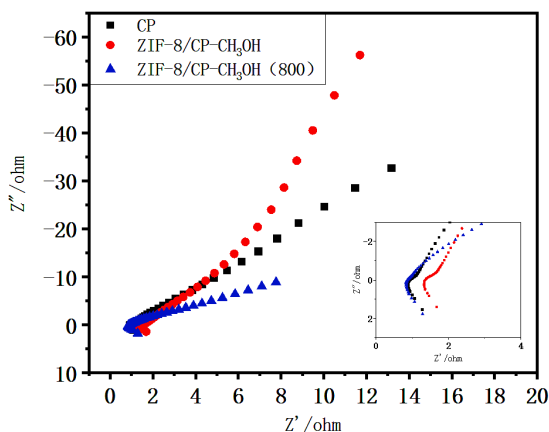 -60
-50
-40
-30
-20
-10
0
10
Z″/ohm
CP
ZIF-8/CP-CH₃OH
ZIF-8/CP-CH₃OH（800）
0 2 4 6 8 10 12 14 16 18 20
Z'/ohm
-2
0
2
Z″/ohm
0 2 4
Z'/ohm